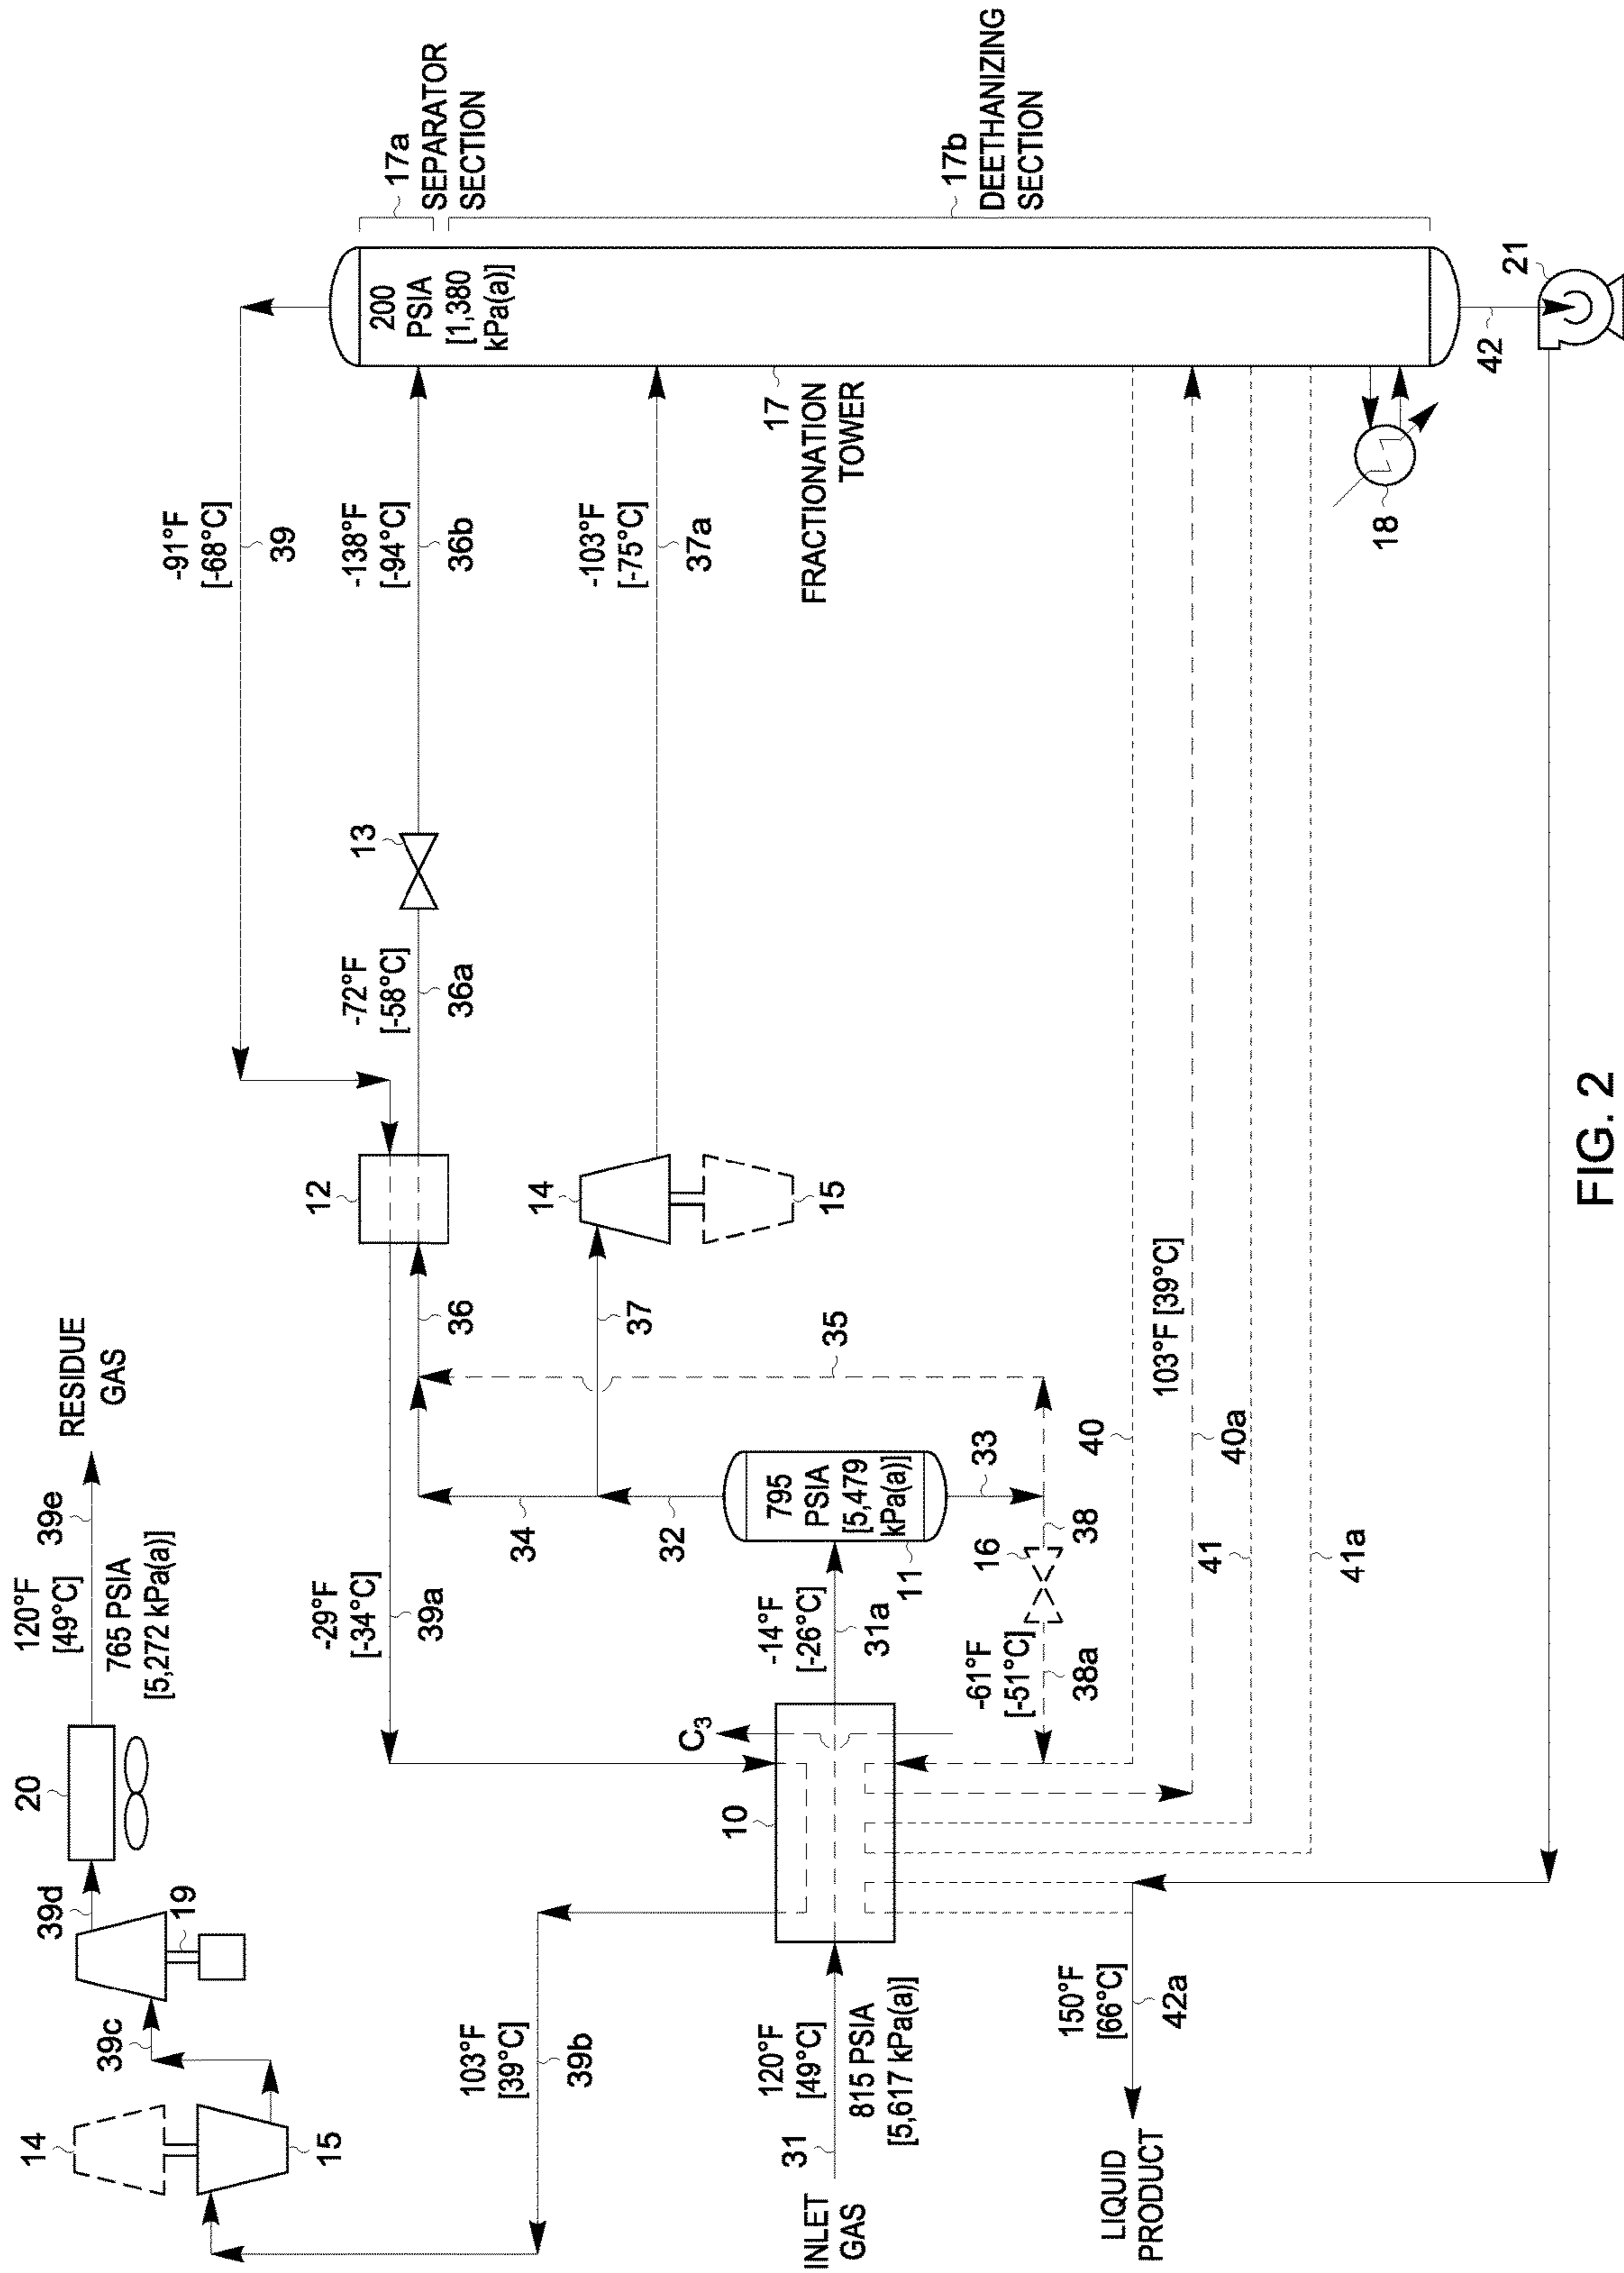 RESIDUE
GAS
120°F
[49°C]
39e
765 PSIA
[5,272 kPa(a)]
20
39d
19
39c
14
15
-91°F
[-68°C]
39
17a
SEPARATOR
SECTION
-138°F
[-94°C]
36b
13
-72°F
[-58°C]
36a
12
36
-29°F
[-34°C]
39a
103°F
[39°C]
39b
200
PSIA
[1,380
kPa(a)]
-103°F
[-75°C]
37a
14
15
37
34
32
35
17
FRACTIONATION
TOWER
17b
DEETHANIZING
SECTION
795
PSIA
[5,479
kPa(a)]
11
33
-14°F
[-26°C]
31a
C3
10
120°F
[49°C]
31
815 PSIA
[5,617 kPa(a)]
INLET
GAS
16
38
-61°F
[-51°C]
38a
40
103°F [39°C]
40a
41
41a
18
42
21
150°F
[66°C]
42a
LIQUID
PRODUCT
FIG. 2